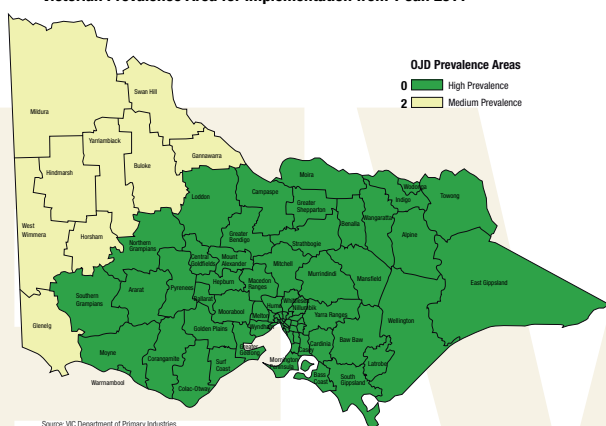 OJD Prevalence Areas
0 High Prevalence
2 Medium Prevalence
Swan Hill
Mildura
Yarriambiack
Gannawarra
Buloke
Hindmarsh
Moira
Campaspe
Wodonga
Towong
Loddon
Greater
Shepparton
Indigo
West
Wimmera
Wangaratta
Benalla
Horsham
Greater
Bendigo
Alpine
Northern
Grampians
Strathbogie
Central
Goldfields
Mount
Alexander
Mitchell
Murrindindi
Mansfield
East Gippsland
Southern
Grampians
Ararat
Pyrenees
Hepburn
Macedon
Ranges
Ballarat
Hume
Whittlesea
Nillumbik
Wellington
Moorabool
Melton
Yarra Ranges
Glenelg
Golden Plains
Wyndham
Baw Baw
Moyne
Corangamite
Greater
Geelong
Casey
Cardinia
Latrobe
Surf
Coast
Mornington
Peninsula
Warrnambool
Colac-Otway
Bass
Coast
South
Gippsland
Source: VIC Department of Primary Industries